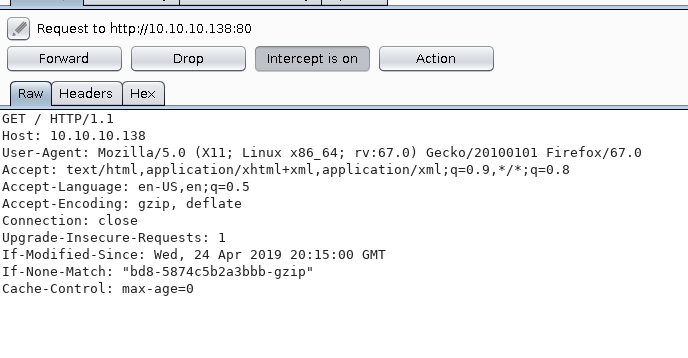 Request to http://10.10.10.138:80
Forward Drop Intercept is on Action
Raw Headers Hex
GET / HTTP/1.1
Host: 10.10.10.138
User-Agent: Mozilla/5.0 (X11; Linux x86_64; rv:67.0) Gecko/20100101 Firefox/67.0
Accept: text/html,application/xhtml+xml,application/xml;q=0.9,*/*;q=0.8
Accept-Language: en-US,en;q=0.5
Accept-Encoding: gzip, deflate
Connection: close
Upgrade-Insecure-Requests: 1
If-Modified-Since: Wed, 24 Apr 2019 20:15:00 GMT
If-None-Match: "bd8-5874c5b2a3bbb-gzip"
Cache-Control: max-age=0